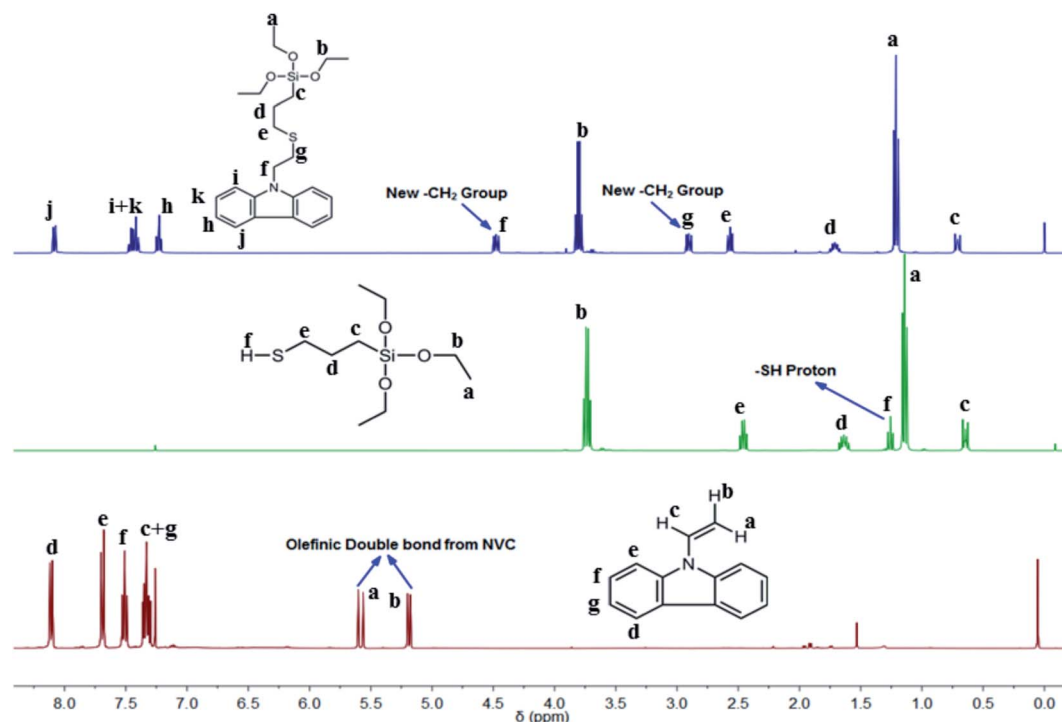 a
b
a
O
O
Si
O
c
d
b
e
S
g
f
New -CH₂ Group
New -CH₂ Group
i
N
k
j
i+k
h
h
j
f
g
e
d
c
b
a
O
f
e
c
b
H
S
Si
O
d
O
a
-SH Proton
e
d
f
c
b
H
c
H
a
H
e
f
c+g
d
Olefinic Double bond from NVC
a
b
e
N
f
g
d
8.0 7.5 7.0 6.5 6.0 5.5 5.0 4.5 4.0 3.5 3.0 2.5 2.0 1.5 1.0 0.5 0.0
δ (ppm)